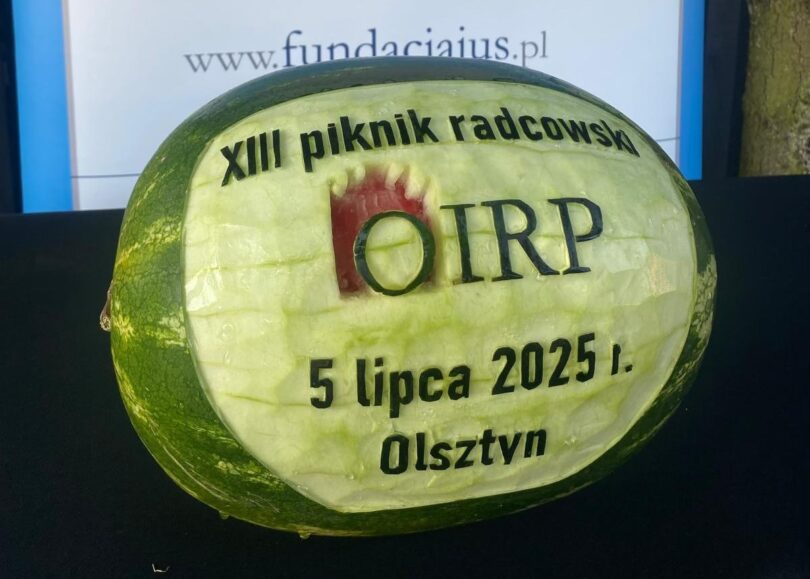 www.fundacjaius.pl
XIII piknik radcowski
OIRP
5 lipca 2025 r.
Olsztyn